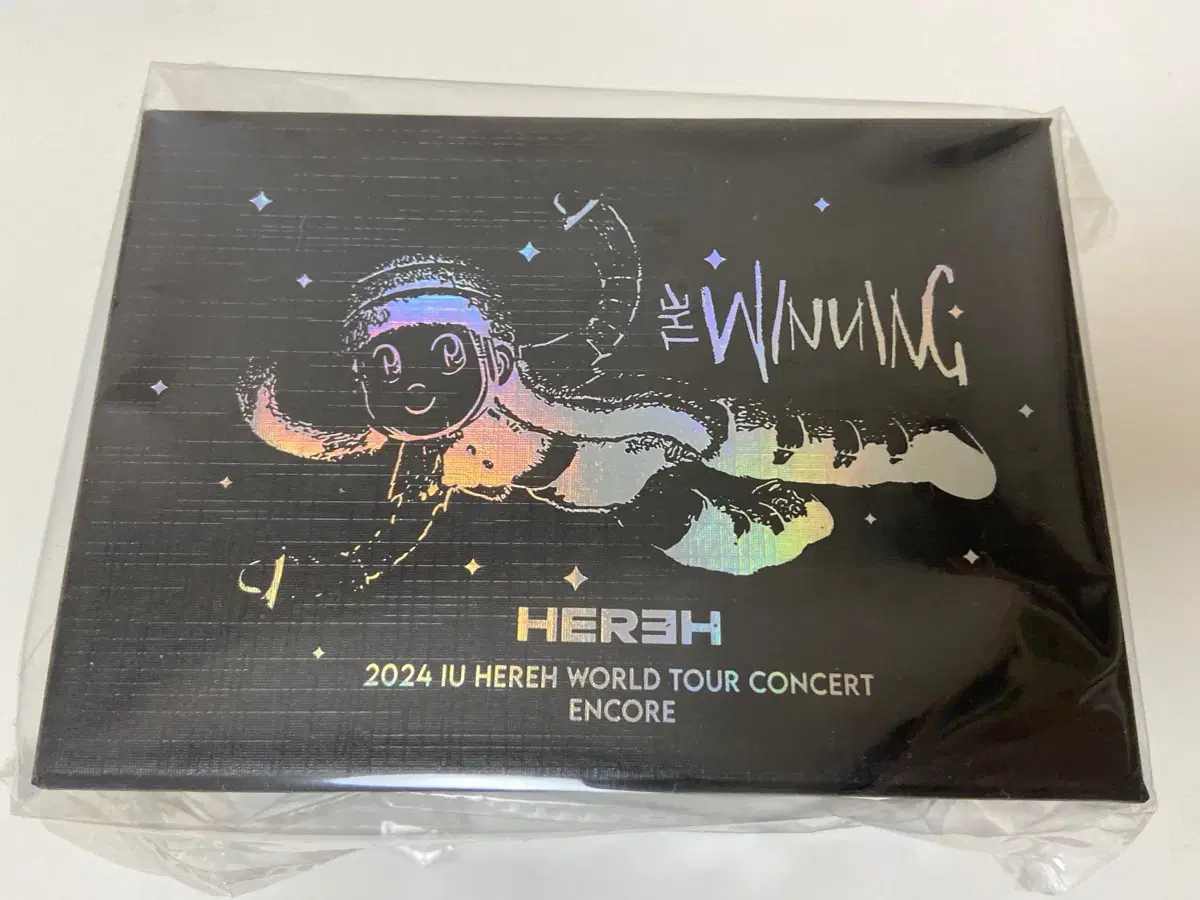 THE WINNING
HEREH
2024 IU HEREH WORLD TOUR CONCERT
ENCORE